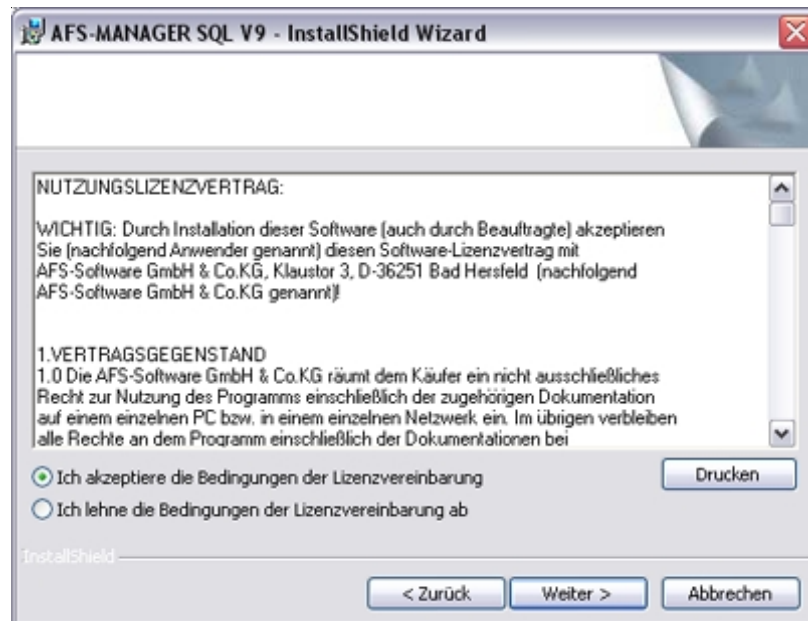 AFS-MANAGER SQL V9 - InstallShield Wizard
NUTZUNGSLIZENZVERTRAG:
WICHTIG: Durch Installation dieser Software (auch durch Beauftragte) akzeptieren
Sie (nachfolgend Anwender genannt) diesen Software-Lizenzvertrag mit
AFS-Software GmbH & Co.KG, Klaustor 3, D-36251 Bad Hersfeld (nachfolgend
AFS-Software GmbH & Co.KG genannt)!
1.VERTRAGSGEGENSTAND
1.0 Die AFS-Software GmbH & Co.KG räumt dem Käufer ein nicht ausschließliches
Recht zur Nutzung des Programms einschließlich der zugehörigen Dokumentation
auf einem einzelnen PC bzw. in einem einzelnen Netzwerk ein. Im übrigen verbleiben
alle Rechte an dem Programm einschließlich der Dokumentationen bei
Ich akzeptiere die Bedingungen der Lizenzvereinbarung
Drucken
Ich lehne die Bedingungen der Lizenzvereinbarung ab
InstallShield
< Zurück
Weiter >
Abbrechen